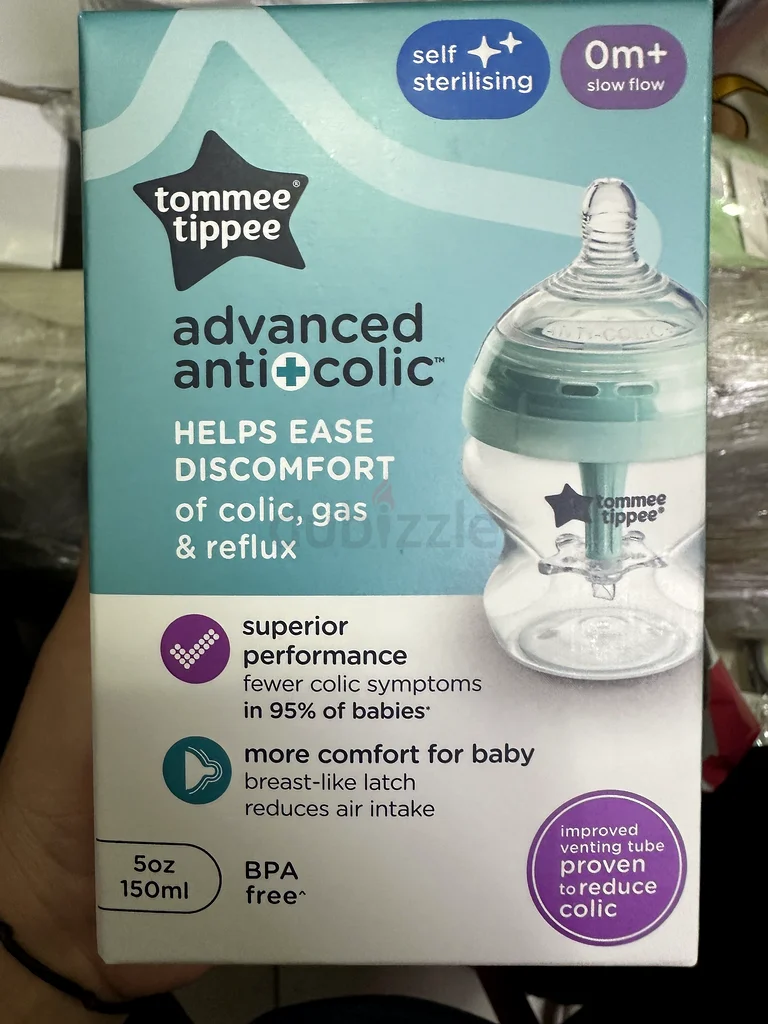 self
sterilising
0m+
slow flow
tommee®
tippee
advanced
anti+colic™
HELPS EASE
DISCOMFORT
of colic, gas
& reflux
ANTI-COLIC
tommee
tippee®
dubizzle
superior
performance
fewer colic symptoms
in 95% of babies*
more comfort for baby
breast-like latch
reduces air intake
5oz
150ml
BPA
free^
improved
venting tube
proven
to reduce
colic